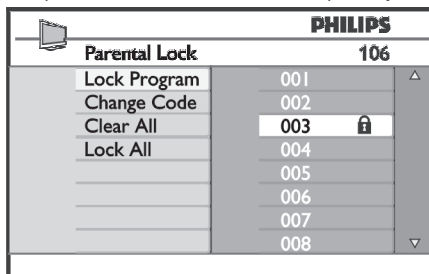 PHILIPS
Parental Lock 106
Lock Program 001
Change Code 002
Clear All 003
Lock All 004
005
006
007
008